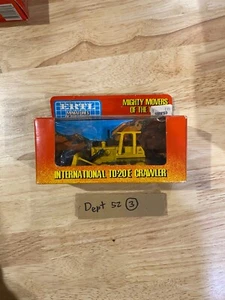 ERTL
MIGHTY MOVERS
OF THE
INTERNATIONAL TD20E CRAWLER
Dept 52 3